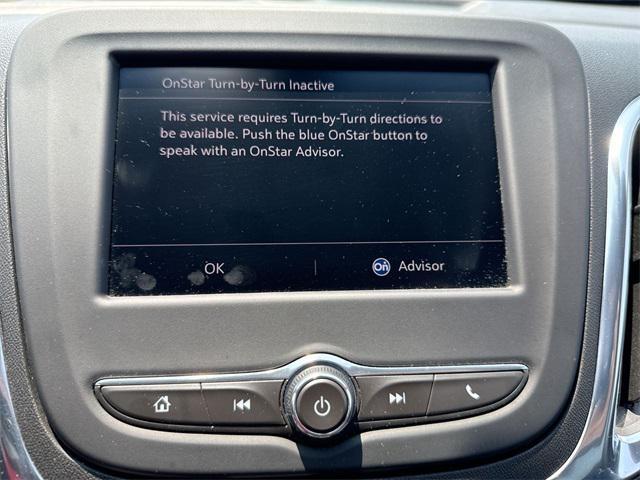 OnStar Turn-by-Turn Inactive
This service requires Turn-by-Turn directions to
be available. Push the blue OnStar button to
speak with an OnStar Advisor.
OK
On Advisor